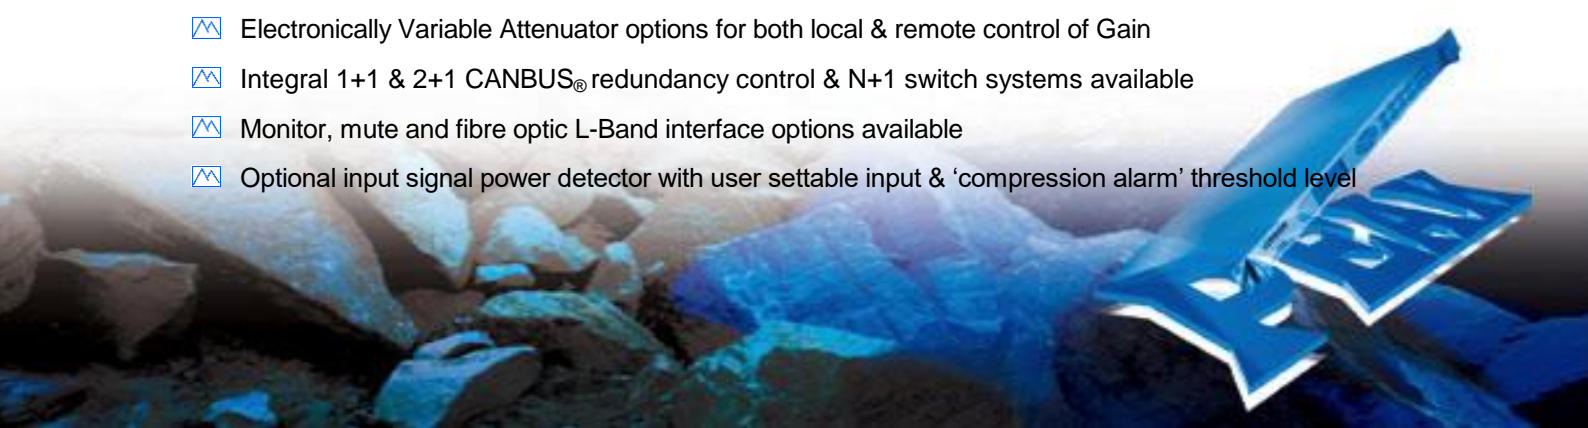 Electronically Variable Attenuator options for both local & remote control of Gain
Integral 1+1 & 2+1 CANBUS® redundancy control & N+1 switch systems available
Monitor, mute and fibre optic L-Band interface options available
Optional input signal power detector with user settable input & ‘compression alarm’ threshold level
PEAK